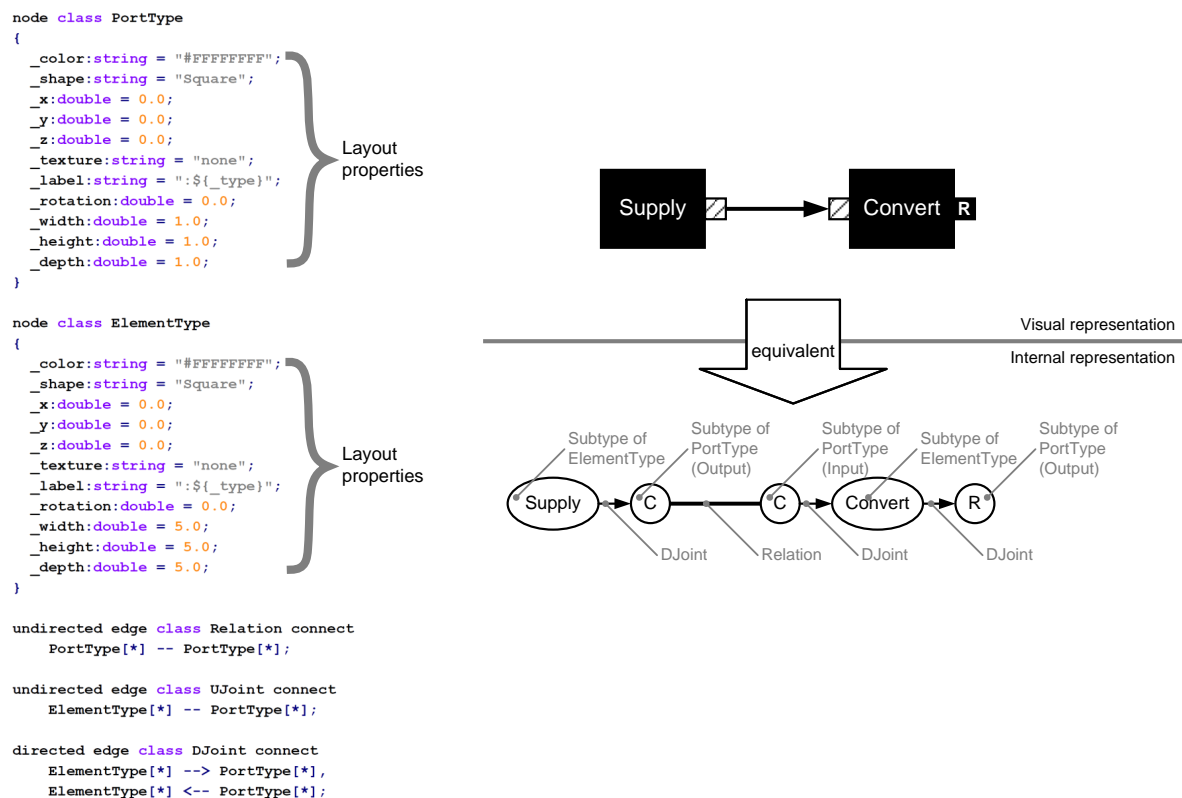 node class PortType
{
  _color:string = "#FFFFFFFF";
  _shape:string = "Square";
  _x:double = 0.0;
  _y:double = 0.0;
  _z:double = 0.0;
  _texture:string = "none";
  _label:string = ":${_type}";
  _rotation:double = 0.0;
  _width:double = 1.0;
  _height:double = 1.0;
  _depth:double = 1.0;
}
Layout
properties
node class ElementType
{
  _color:string = "#FFFFFFFF";
  _shape:string = "Square";
  _x:double = 0.0;
  _y:double = 0.0;
  _z:double = 0.0;
  _texture:string = "none";
  _label:string = ":${_type}";
  _rotation:double = 0.0;
  _width:double = 5.0;
  _height:double = 5.0;
  _depth:double = 5.0;
}
Layout
properties
undirected edge class Relation connect
    PortType[*] -- PortType[*];
undirected edge class UJoint connect
    ElementType[*] -- PortType[*];
directed edge class DJoint connect
    ElementType[*] --> PortType[*],
    ElementType[*] <-- PortType[*];
Supply
Convert
R
Visual representation
equivalent
Internal representation
Subtype of
ElementType
Subtype of
PortType
(Output)
Subtype of
PortType
(Input)
Subtype of
ElementType
Subtype of
PortType
(Output)
Supply
C
C
Convert
R
DJoint
Relation
DJoint
DJoint